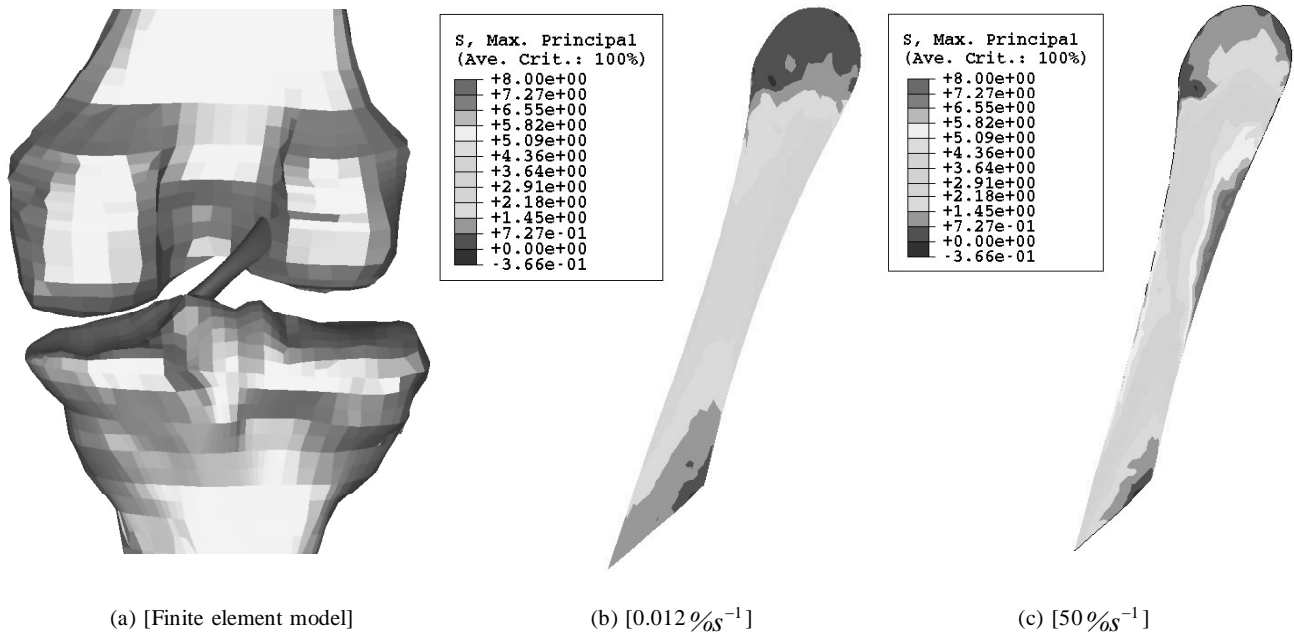 S, Max. Principal
(Ave. Crit.: 100%)
+8.00e+00
+7.27e+00
+6.55e+00
+5.82e+00
+5.09e+00
+4.36e+00
+3.64e+00
+2.91e+00
+2.18e+00
+1.45e+00
+7.27e-01
+0.00e+00
-3.66e-01
S, Max. Principal
(Ave. Crit.: 100%)
+8.00e+00
+7.27e+00
+6.55e+00
+5.82e+00
+5.09e+00
+4.36e+00
+3.64e+00
+2.91e+00
+2.18e+00
+1.45e+00
+7.27e-01
+0.00e+00
-3.66e-01
(a) [Finite element model]
(b) [0.012%s⁻¹]
(c) [50%s⁻¹]